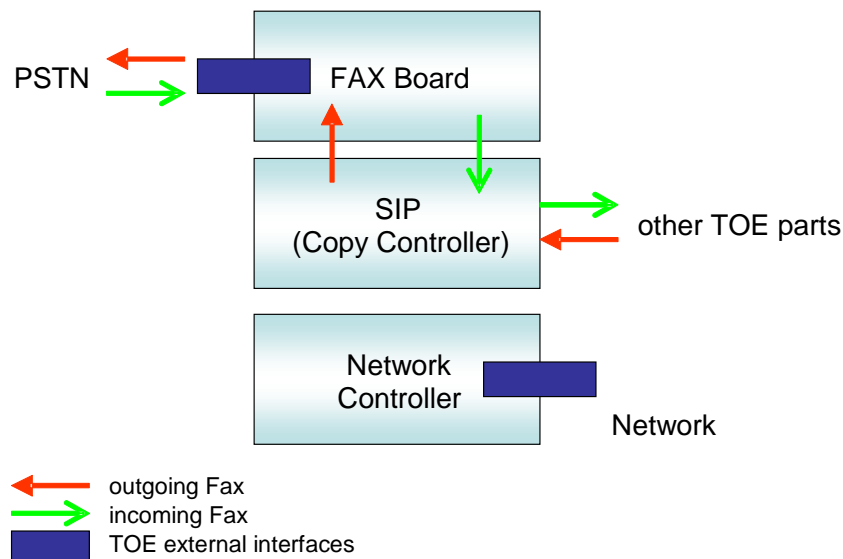 PSTN
FAX Board
SIP
(Copy Controller)
other TOE parts
Network
Controller
Network
outgoing Fax
incoming Fax
TOE external interfaces